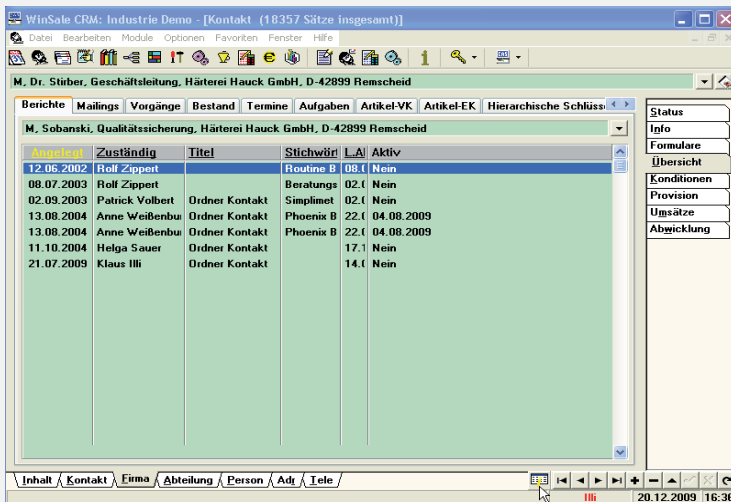 WinSale CRM: Industrie Demo - [Kontakt (18357 Sätze insgesamt)]
Datei Bearbeiten Module Optionen Favoriten Fenster Hilfe
M, Dr. Stirber, Geschäftsleitung, Härterei Hauck GmbH, D-42899 Remscheid
Berichte Mailings Vorgänge Bestand Termine Aufgaben Artikel-VK Artikel-EK Hierarchische Schlüss
M, Sobanski, Qualitätssicherung, Härterei Hauck GmbH, D-42899 Remscheid
Angelegt Zuständig Titel Stichwört L.Al Aktiv
12.06.2002 Rolf Zippert Routine B 08.0 Nein
08.07.2003 Rolf Zippert Beratungs 02.0 Nein
02.09.2003 Patrick Volbert Ordner Kontakt Simplimet 02.0 Nein
13.08.2004 Anne Weißenbur Ordner Kontakt Phoenix B 22.0 04.08.2009
13.08.2004 Anne Weißenbur Ordner Kontakt Phoenix B 22.0 04.08.2009
11.10.2004 Helga Sauer Ordner Kontakt 17.1 Nein
21.07.2009 Klaus Illi Ordner Kontakt 14.0 Nein
Status
Info
Formulare
Übersicht
Konditionen
Provision
Umsätze
Abwicklung
Inhalt Kontakt Firma Abteilung Person Adr Tele
Illi 20.12.2009 16:36